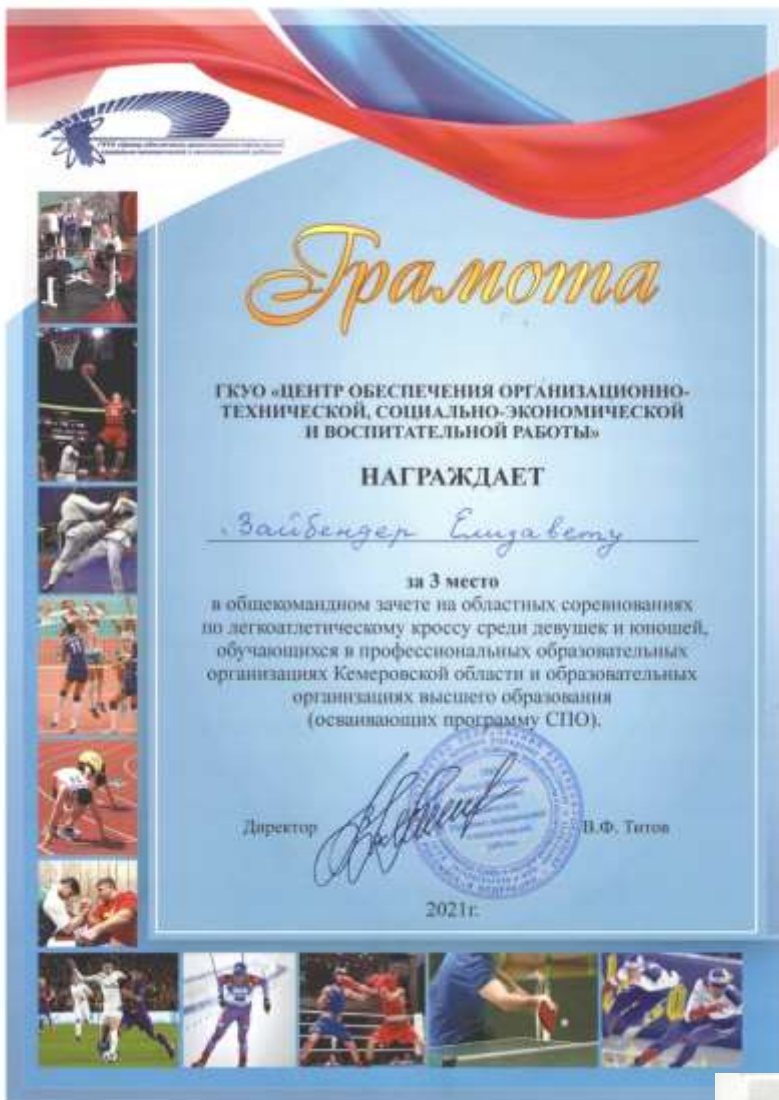 Грамота
ГКУО «ЦЕНТР ОБЕСПЕЧЕНИЯ ОРГАНИЗАЦИОННО-
ТЕХНИЧЕСКОЙ, СОЦИАЛЬНО-ЭКОНОМИЧЕСКОЙ
И ВОСПИТАТЕЛЬНОЙ РАБОТЫ»
НАГРАЖДАЕТ
Зайбендер Елизавету
за 3 место
в общекомандном зачете на областных соревнованиях
по легкоатлетическому кроссу среди девушек и юношей,
обучающихся в профессиональных образовательных
организациях Кемеровской области и образовательных
организациях высшего образования
(осваивающих программу СПО).
Директор В.Ф. Титов
2021г.